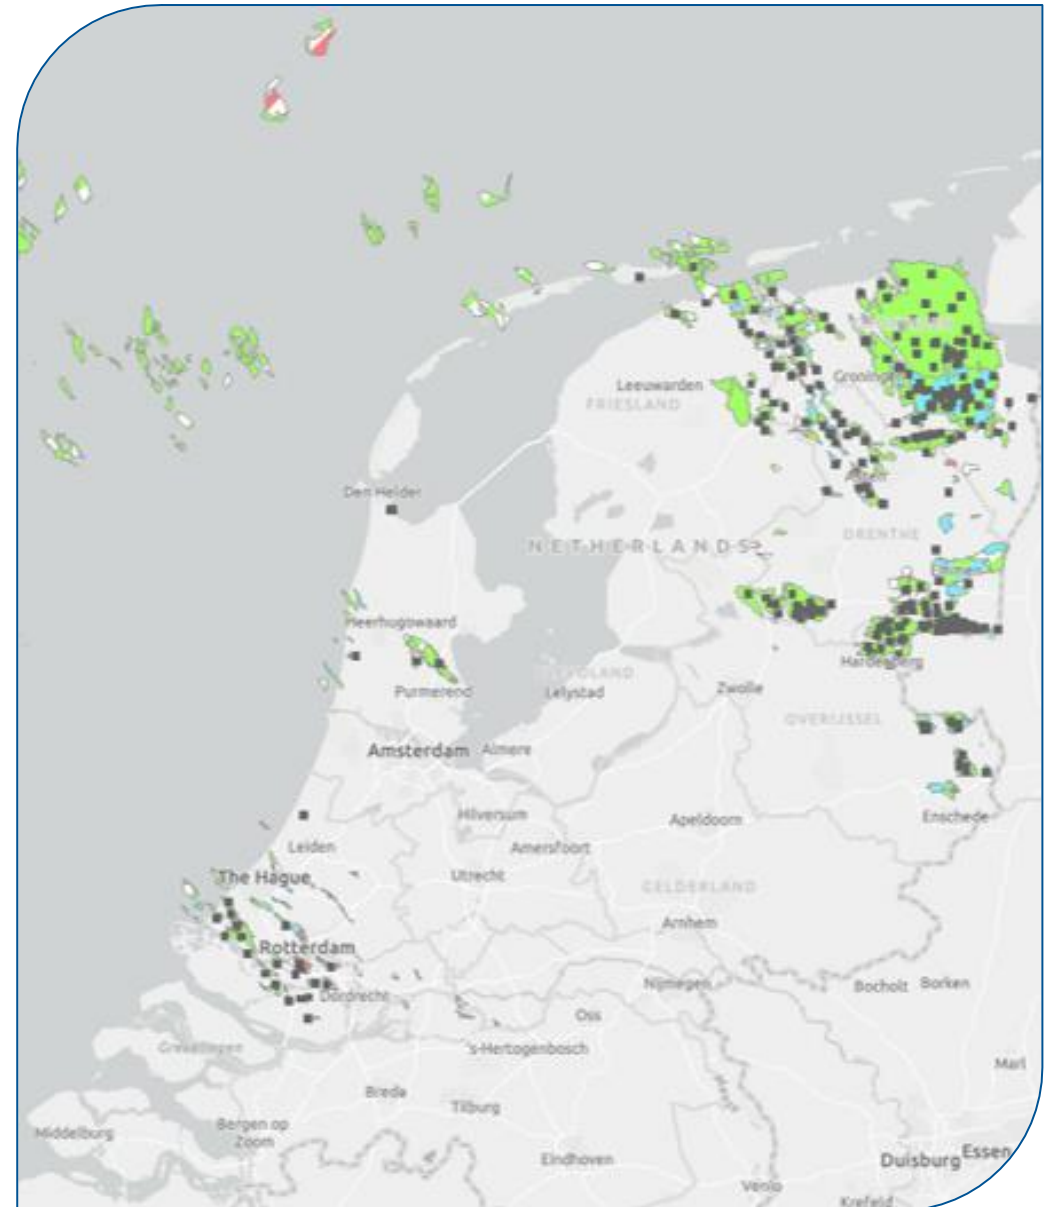 Leeuwarden
FRIESLAND
Den Helder
NETHERLANDS
DRENTHE
Heerhugowaard
Hardenberg
Purmerend
Lelystad
Zwolle
OVERIJSSEL
Amsterdam
Almere
Hilversum
Apeldoorn
Enschede
Leiden
Amersfoort
The Hague
Utrecht
GELDERLAND
Arnhem
Rotterdam
Dordrecht
Nijmegen
Bocholt
Borken
Oss
's-Hertogenbosch
Marl
Breda
Tilburg
Middelburg
Bergen op
Zoom
Maas
Eindhoven
Duisburg
Essen
Venlo
Krefeld